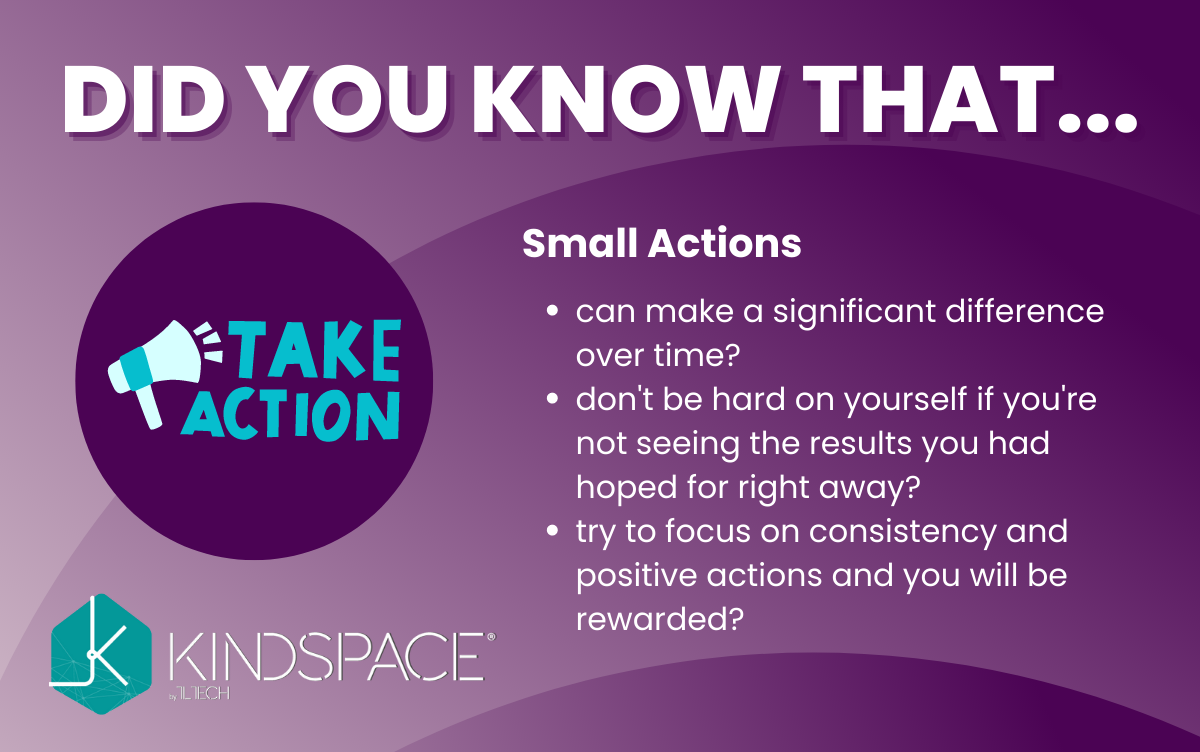 DID YOU KNOW THAT...
TAKE
ACTION
Small Actions
• can make a significant difference
over time?
• don't be hard on yourself if you're
not seeing the results you had
hoped for right away?
• try to focus on consistency and
positive actions and you will be
rewarded?
KINDSPACE®
by TLTECH